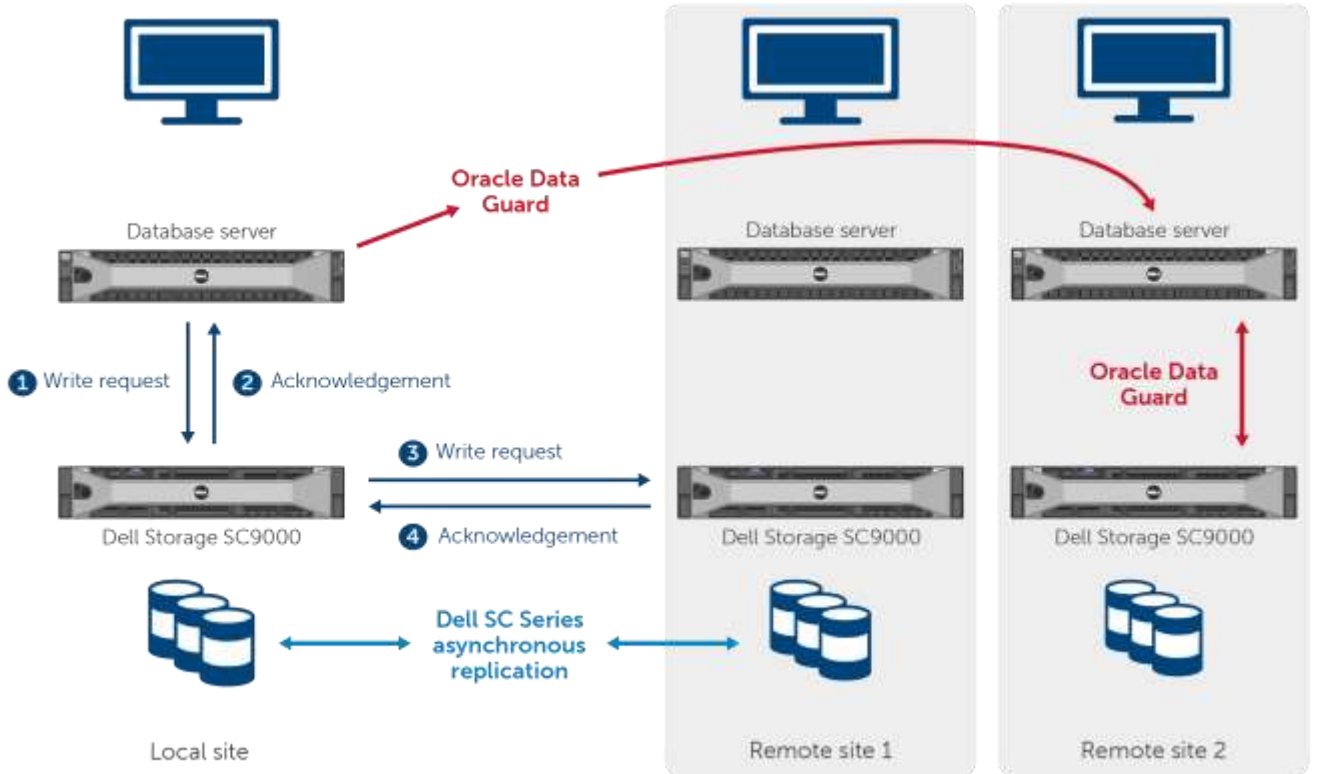 Oracle Data
Guard
Database server
Database server
Database server
1 Write request
2 Acknowledgement
Oracle Data
Guard
3 Write request
4 Acknowledgement
Dell Storage SC9000
Dell Storage SC9000
Dell Storage SC9000
Dell SC Series
asynchronous
replication
Local site
Remote site 1
Remote site 2